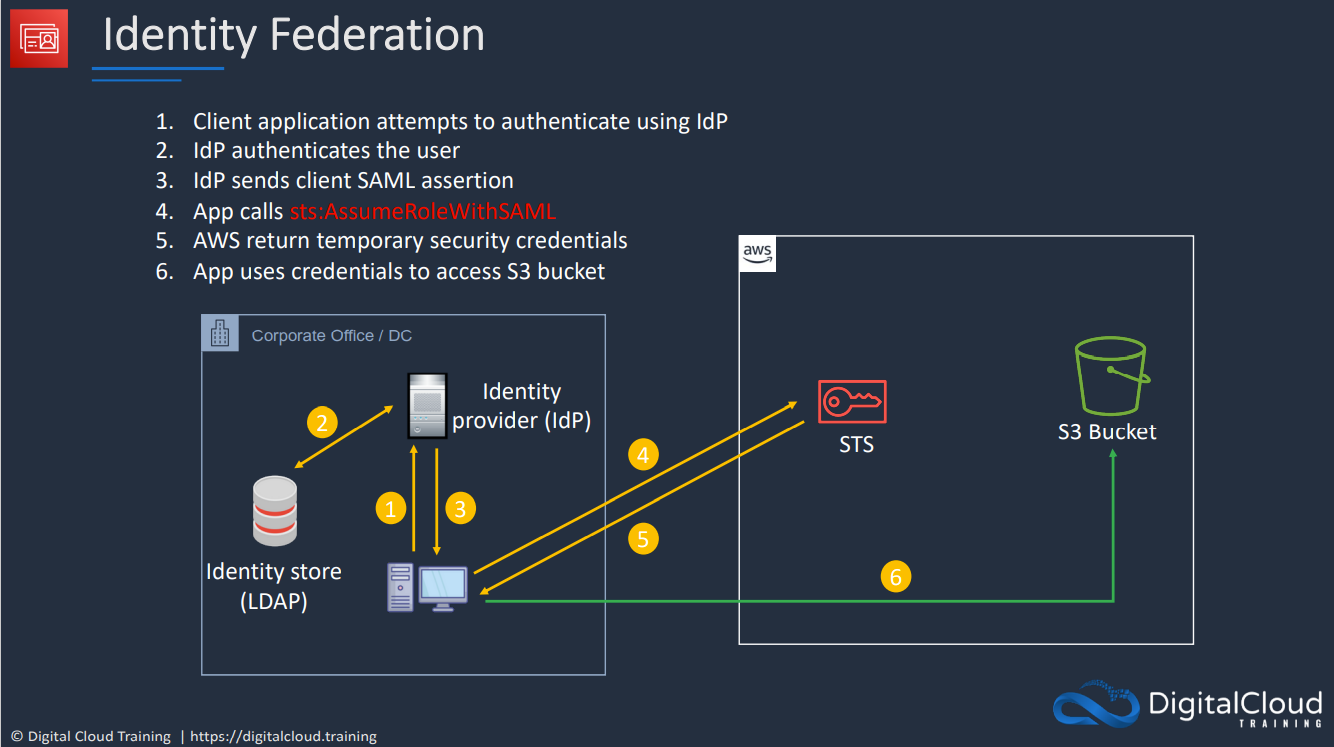 Identity Federation
1. Client application attempts to authenticate using IdP
2. IdP authenticates the user
3. IdP sends client SAML assertion
4. App calls sts:AssumeRoleWithSAML
5. AWS return temporary security credentials
6. App uses credentials to access S3 bucket
aws
Corporate Office / DC
Identity
provider (IdP)
2
STS
S3 Bucket
4
1
3
5
Identity store
(LDAP)
6
DigitalCloud
TRAINING
© Digital Cloud Training | https://digitalcloud.training